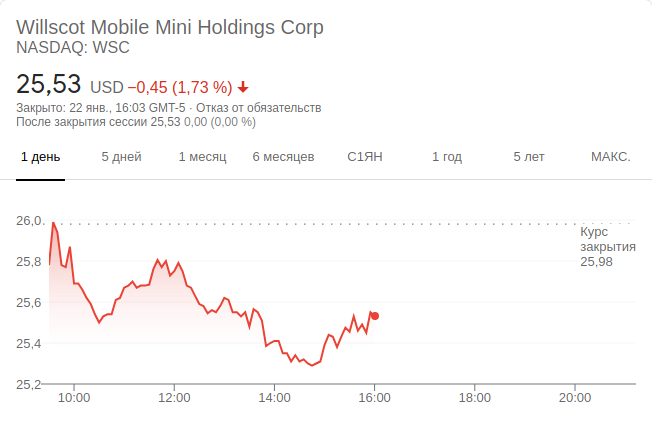 Willscot Mobile Mini Holdings Corp
NASDAQ: WSC
25,53 USD −0,45 (1,73 %)
Закрыто: 22 янв., 16:03 GMT-5 · Отказ от обязательств
После закрытия сессии 25,53 0,00 (0,00 %)
1 день 5 дней 1 месяц 6 месяцев С1ЯН 1 год 5 лет МАКС.
26,0
Курс
закрытия
25,98
25,8
25,6
25,4
25,2
10:00 12:00 14:00 16:00 18:00 20:00